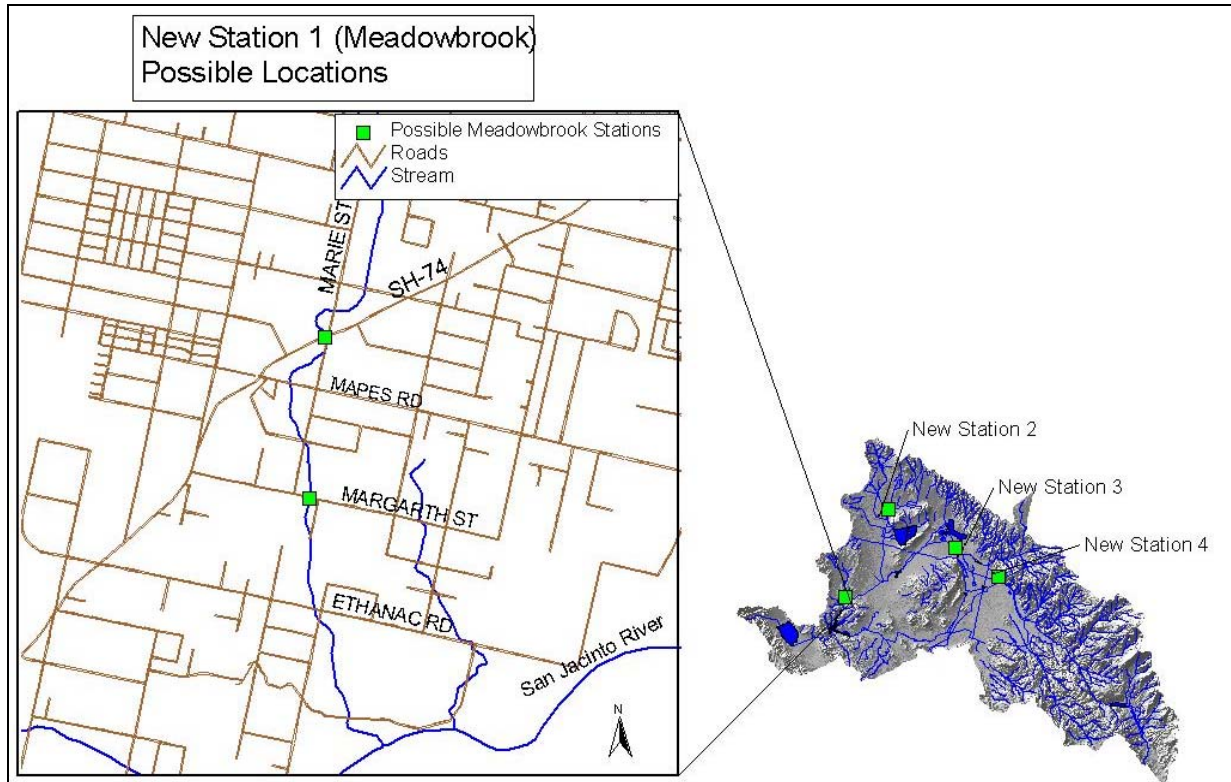 New Station 1 (Meadowbrook)
Possible Locations
Possible Meadowbrook Stations
Roads
Stream
MARIE ST
SH-74
MAPES RD
MARGARTH ST
ETHANAC RD
San Jacinto River
N
New Station 2
New Station 3
New Station 4